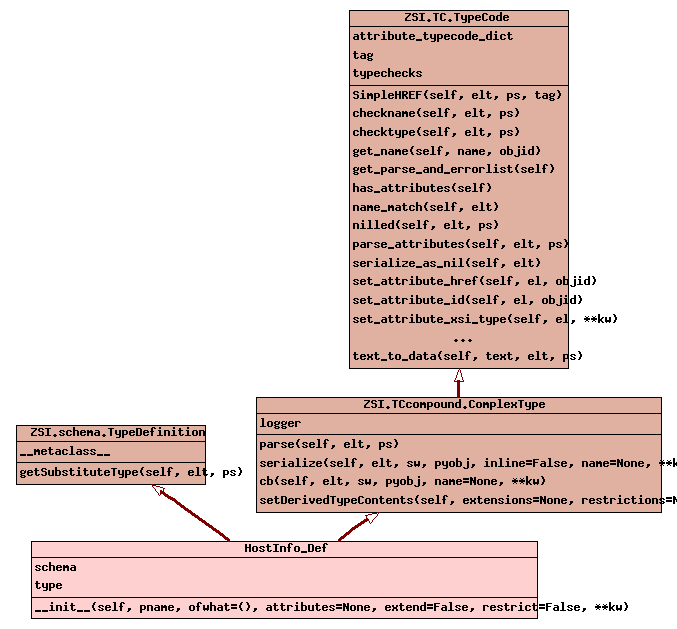 ZSI.TC.TypeCode
attribute_typecode_dict
tag
typechecks
SimpleHREF(self, elt, ps, tag)
checkname(self, elt, ps)
checktype(self, elt, ps)
get_name(self, name, objid)
get_parse_and_errorlist(self)
has_attributes(self)
name_match(self, elt)
nilled(self, elt, ps)
parse_attributes(self, elt, ps)
serialize_as_nil(self, elt)
set_attribute_href(self, el, objid)
set_attribute_id(self, el, objid)
set_attribute_xsi_type(self, el, **kw)
...
text_to_data(self, text, elt, ps)
ZSI.TCcompound.ComplexType
logger
parse(self, elt, ps)
serialize(self, elt, sw, pyobj, inline=False, name=None, **k
cb(self, elt, sw, pyobj, name=None, **kw)
setDerivedTypeContents(self, extensions=None, restrictions=N
ZSI.schema.TypeDefinition
__metaclass__
getSubstituteType(self, elt, ps)
HostInfo_Def
schema
type
__init__(self, pname, ofwhat=(), attributes=None, extend=False, restrict=False, **kw)